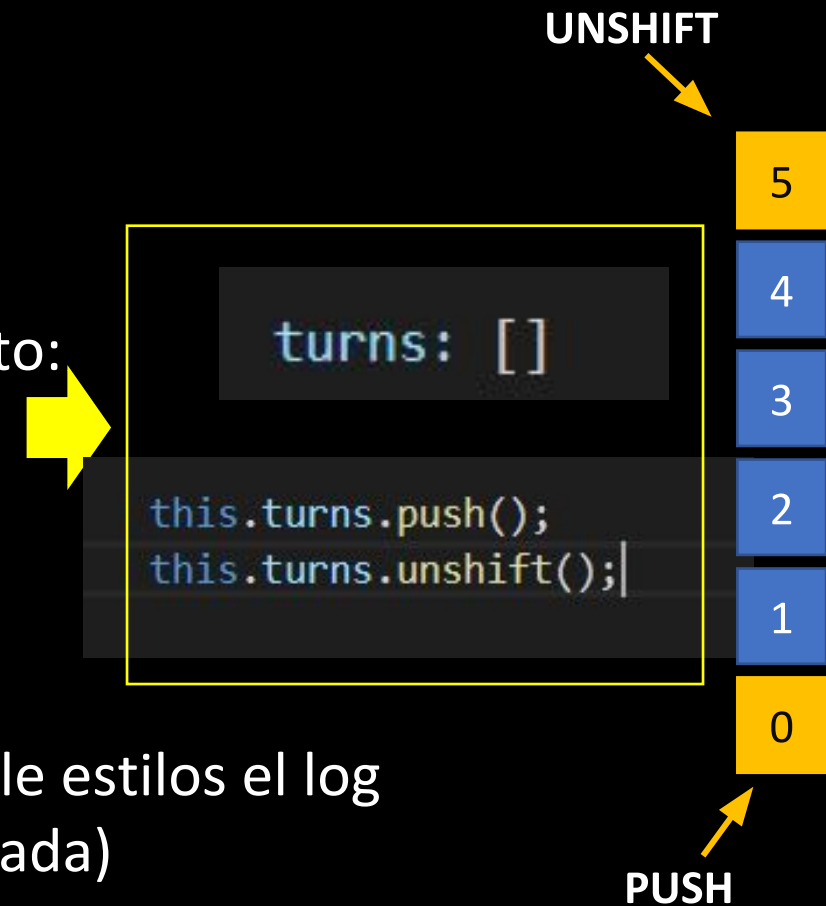 UNSHIFT
5
4
to:
turns: []
3
this.turns.push();
2
this.turns.unshift();
1
0
le estilos el log
ada)
PUSH